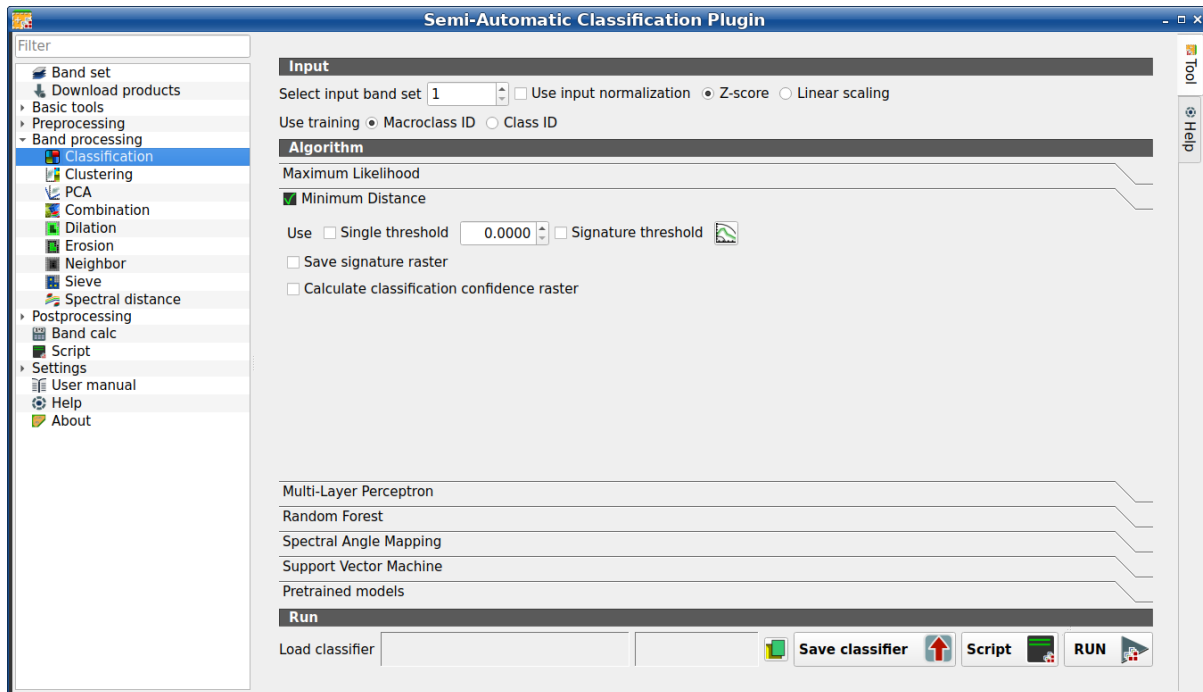 Semi-Automatic Classification Plugin
Filter
Band set
Download products
Basic tools
Preprocessing
Band processing
Classification
Clustering
PCA
Combination
Dilation
Erosion
Neighbor
Sieve
Spectral distance
Postprocessing
Band calc
Script
Settings
User manual
Help
About
Input
Select input band set 1 Use input normalization Z-score Linear scaling
Use training Macroclass ID Class ID
Algorithm
Maximum Likelihood
Minimum Distance
Use Single threshold 0.0000 Signature threshold
Save signature raster
Calculate classification confidence raster
Multi-Layer Perceptron
Random Forest
Spectral Angle Mapping
Support Vector Machine
Pretrained models
Run
Load classifier Save classifier Script RUN
Tool
Help